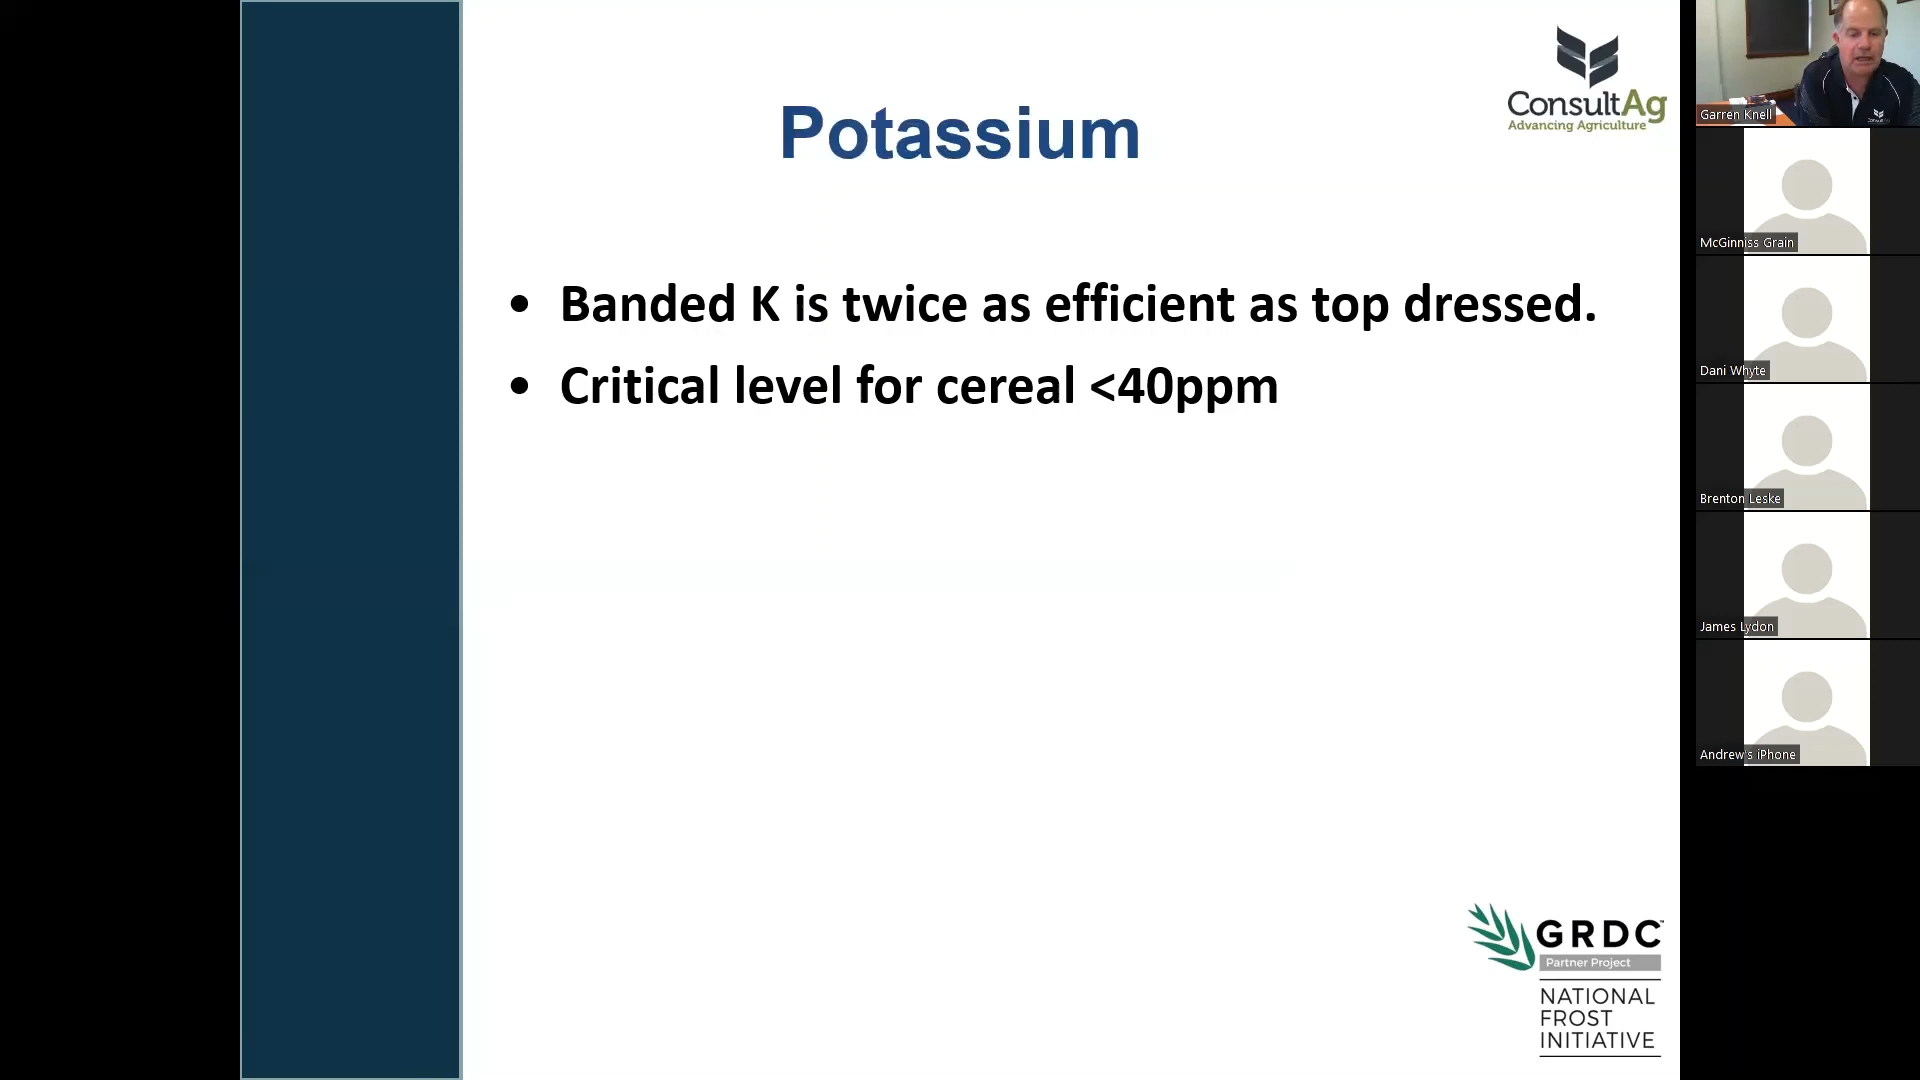 Potassium
ConsultAg
Advancing Agriculture
• Banded K is twice as efficient as top dressed.
• Critical level for cereal <40ppm
GRDC™
Partner Project
NATIONAL
FROST
INITIATIVE
Garren Knell
McGinniss Grain
Dani Whyte
Brenton Leske
James Lydon
Andrew's iPhone